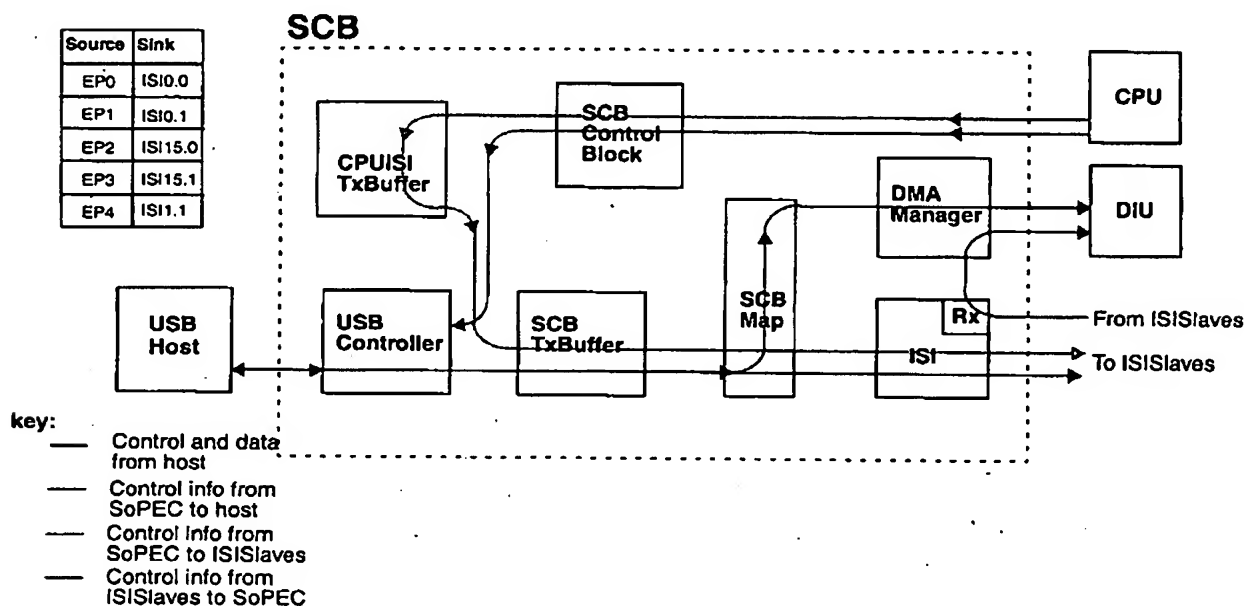 SCB
Source Sink
EP0 ISI0.0
EP1 ISI0.1
EP2 ISI15.0
EP3 ISI15.1
EP4 ISI1.1
CPUISI
TxBuffer
SCB
Control
Block
CPU
DMA
Manager
DIU
USB
Host
USB
Controller
SCB
TxBuffer
SCB
Map
Rx
ISI
From ISISlaves
To ISISlaves
key:
Control and data
from host
Control info from
SoPEC to host
Control info from
SoPEC to ISISlaves
Control info from
ISISlaves to SoPEC